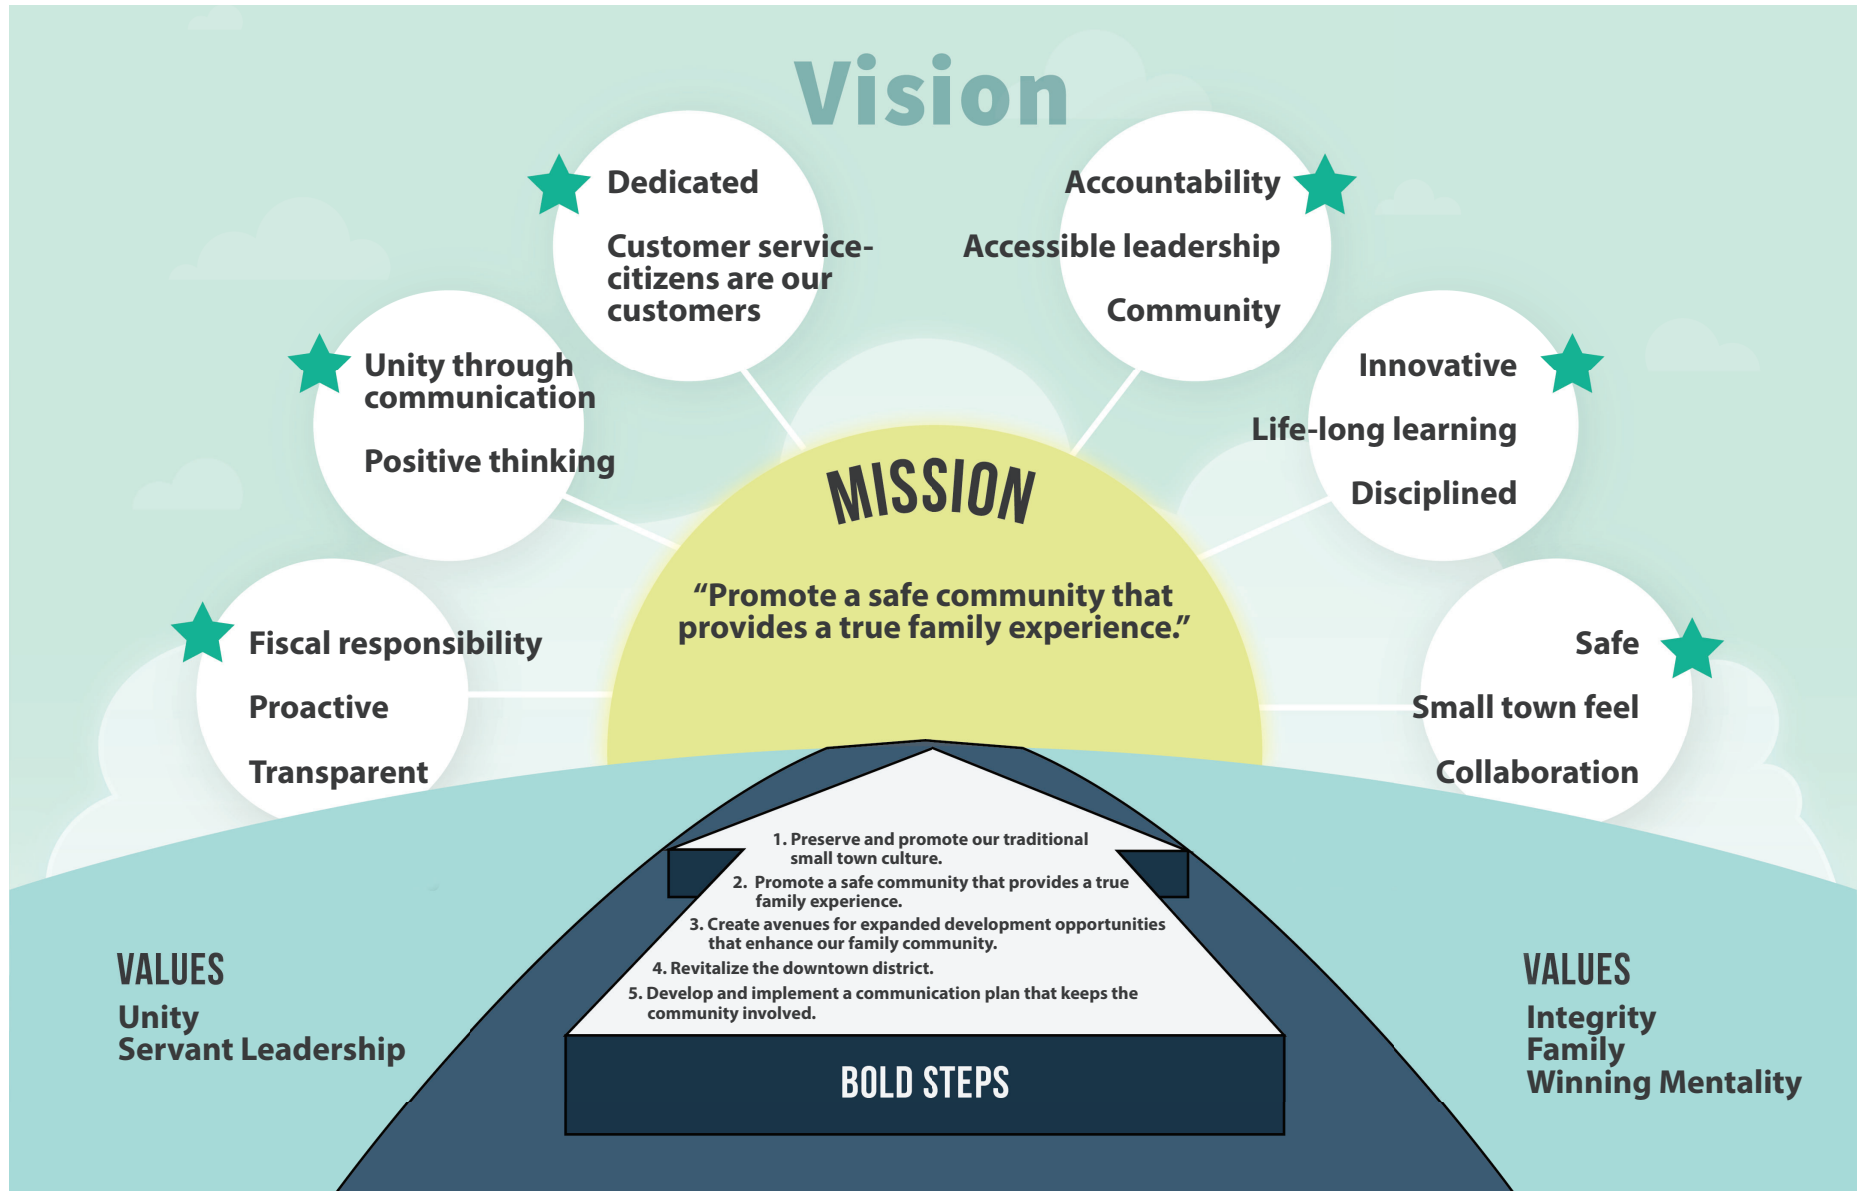 Vision
Dedicated
Customer service-
citizens are our
customers
Accountability
Accessible leadership
Community
Unity through
communication
Positive thinking
Innovative
Life-long learning
Disciplined
MISSION
“Promote a safe community that
provides a true family experience.”
Fiscal responsibility
Proactive
Transparent
Safe
Small town feel
Collaboration
1. Preserve and promote our traditional
small town culture.
2. Promote a safe community that provides a true
family experience.
3. Create avenues for expanded development opportunities
that enhance our family community.
4. Revitalize the downtown district.
5. Develop and implement a communication plan that keeps the
community involved.
BOLD STEPS
VALUES
Unity
Servant Leadership
VALUES
Integrity
Family
Winning Mentality